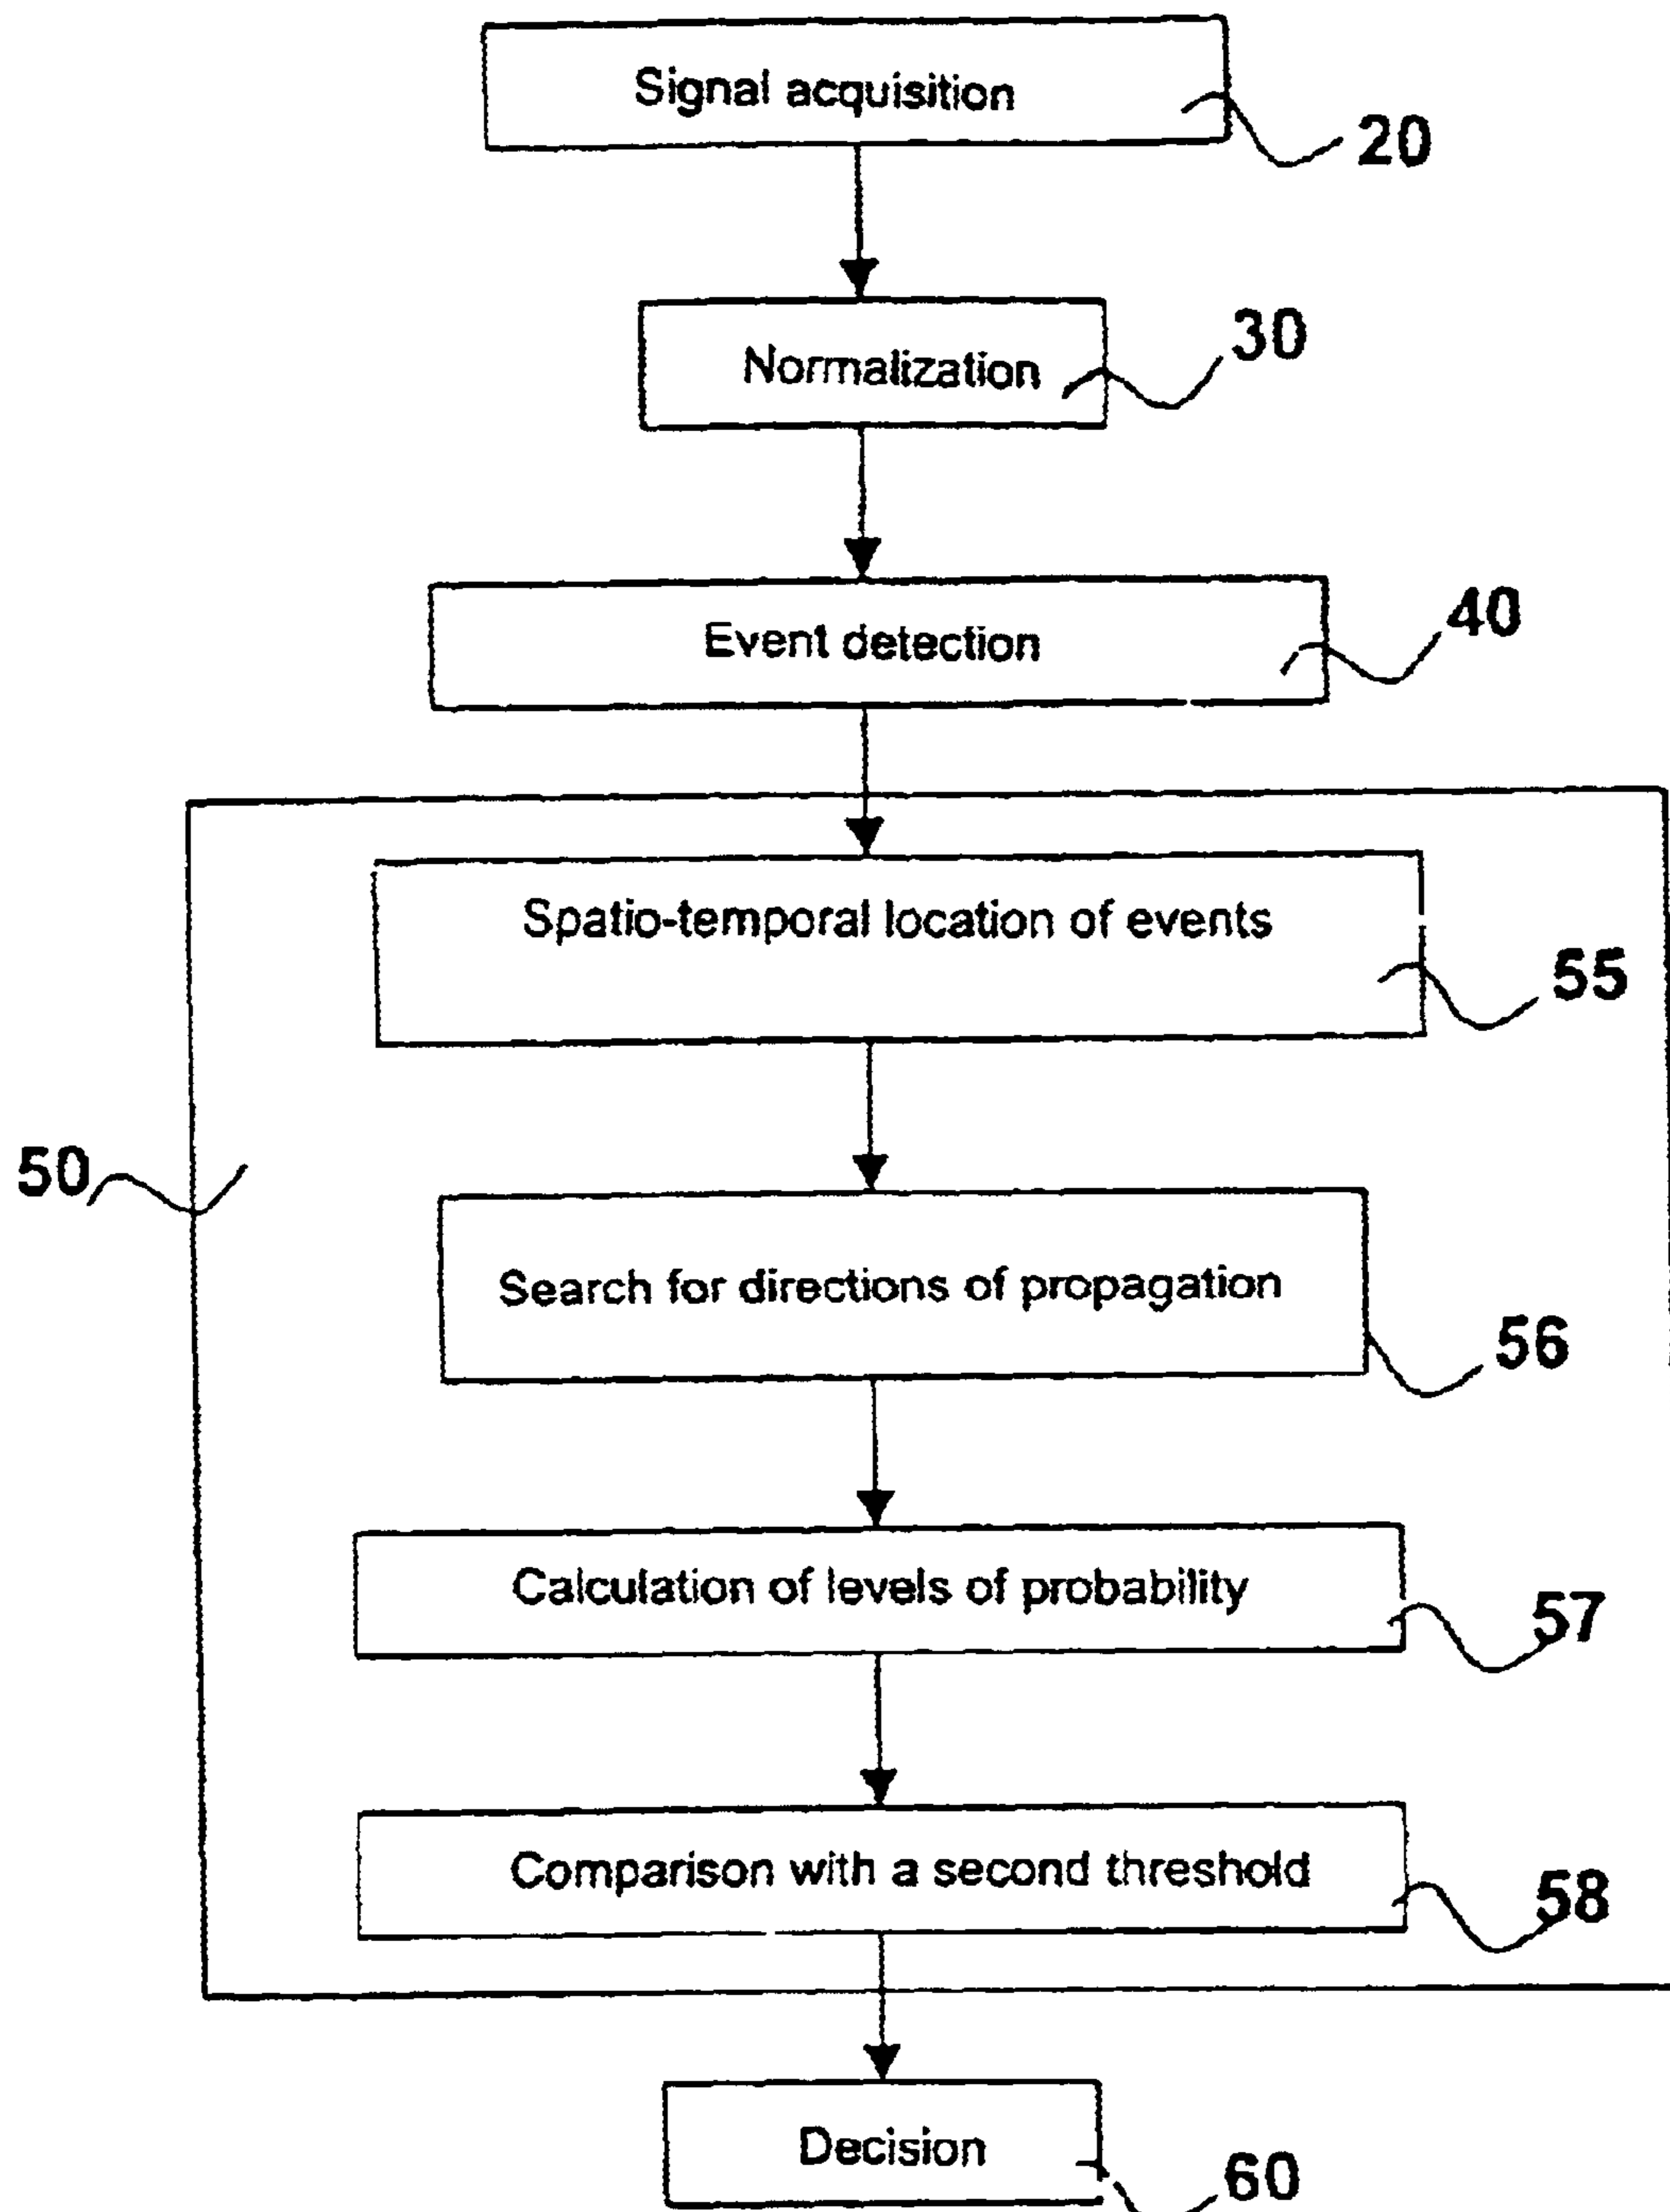 Signal acquisition
20
Normalization
30
Event detection
40
Spatio-temporal location of events
55
50
Search for directions of propagation
56
Calculation of levels of probability
57
Comparison with a second threshold
58
Decision
60